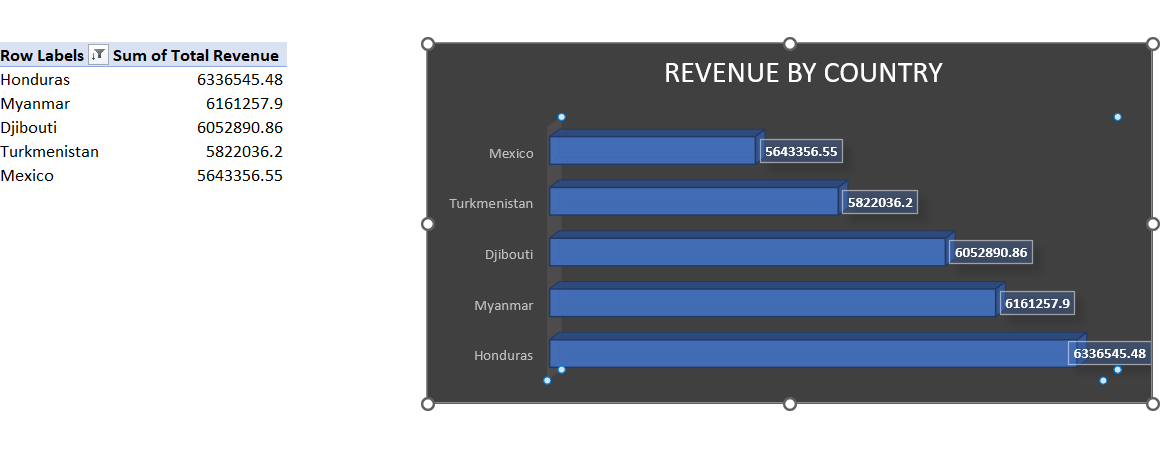 Row Labels Sum of Total Revenue
Honduras 6336545.48
Myanmar 6161257.9
Djibouti 6052890.86
Turkmenistan 5822036.2
Mexico 5643356.55
REVENUE BY COUNTRY
Mexico 5643356.55
Turkmenistan 5822036.2
Djibouti 6052890.86
Myanmar 6161257.9
Honduras 6336545.48